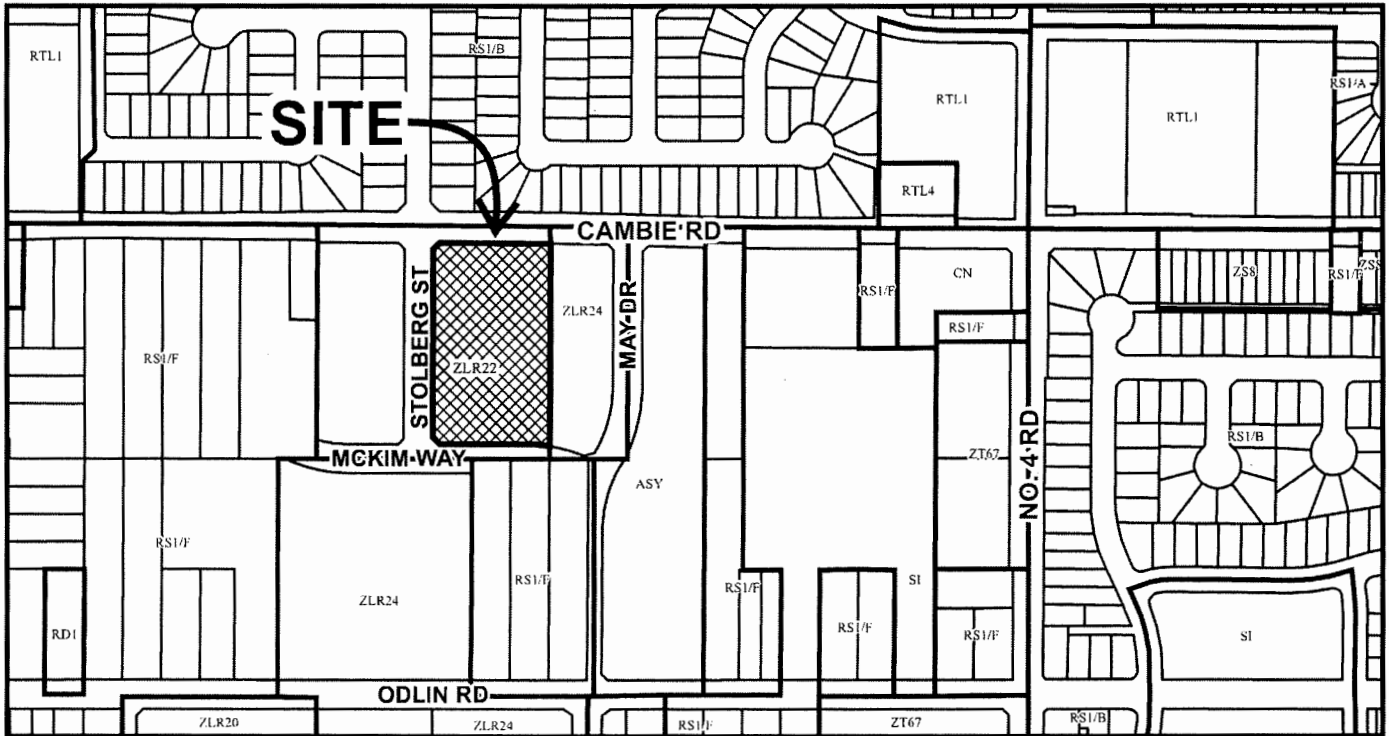 RTL1
RS1/B
RTL1
RTL1
RS1/A
SITE
RTL4
CAMBIE RD
STOLBERG ST
ZLR22
ZLR24
MAY DR
RS1/F
CN
RS1/F
ZS8
RS1/F
RS1/F
MCKIM WAY
ASY
ZT67
NO. 4 RD
RS1/B
RS1/F
RD1
ZLR24
RS1/F
RS1/F
RS1/F
SI
RS1/F
SI
ODLIN RD
ZLR20
ZLR24
RS1/F
ZT67
RS1/B